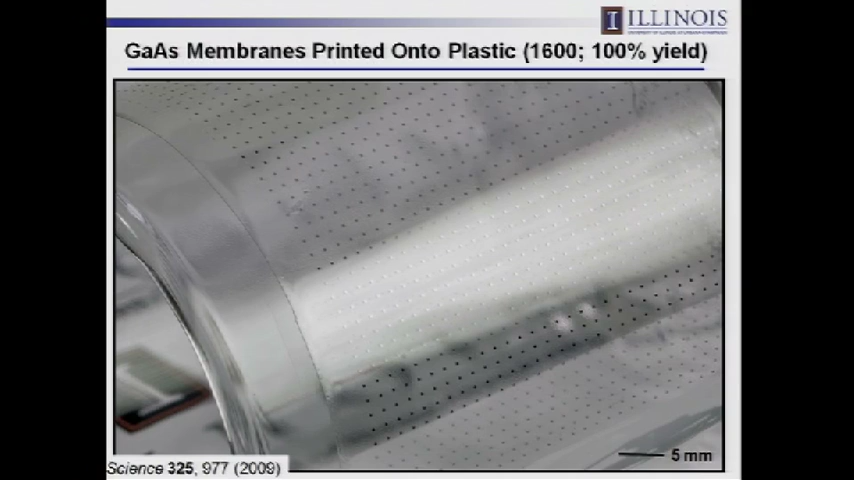 I ILLINOIS
GaAs Membranes Printed Onto Plastic (1600; 100% yield)
5 mm
Science 325, 977 (2009)